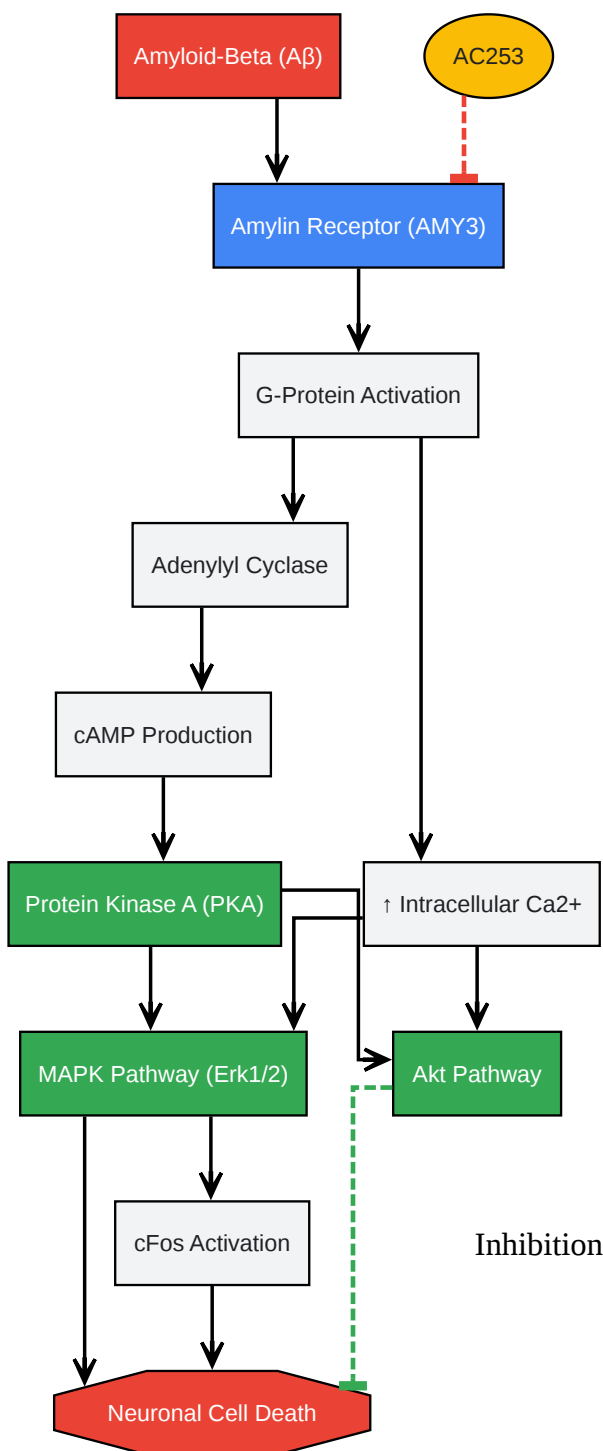 Amyloid-Beta (Aβ)
AC253
Amylin Receptor (AMY3)
G-Protein Activation
Adenylyl Cyclase
cAMP Production
Protein Kinase A (PKA)
↑ Intracellular Ca2+
MAPK Pathway (Erk1/2)
Akt Pathway
cFos Activation
Inhibition
Neuronal Cell Death